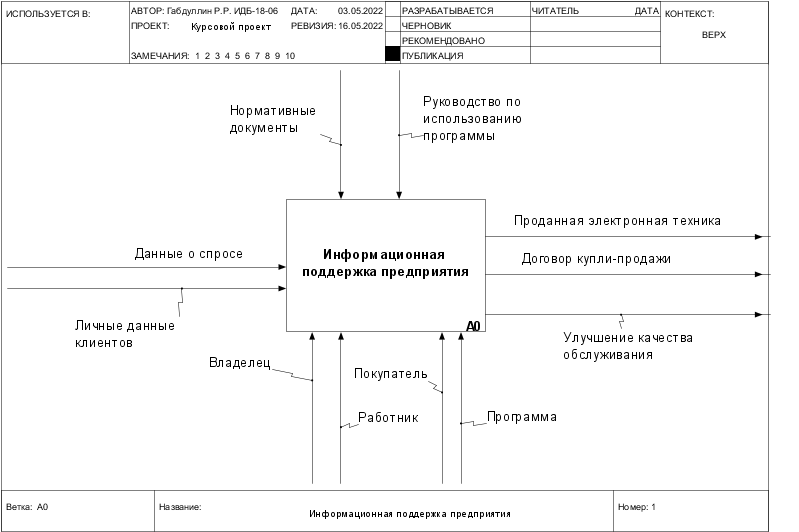 ИСПОЛЬЗУЕТСЯ В:
АВТОР: Габдуллин Р.Р. ИДБ-18-06
ДАТА: 03.05.2022
ПРОЕКТ: Курсовой проект
РЕВИЗИЯ: 16.05.2022
ЗАМЕЧАНИЯ: 1 2 3 4 5 6 7 8 9 10
РАЗРАБАТЫВАЕТСЯ
ЧЕРНОВИК
РЕКОМЕНДОВАНО
ПУБЛИКАЦИЯ
ЧИТАТЕЛЬ ДАТА
КОНТЕКСТ:
ВЕРХ
Нормативные
документы
Руководство по
использованию
программы
Данные о спросе
Личные данные
клиентов
Информационная
поддержка предприятия
A0
Проданная электронная техника
Договор купли-продажи
Улучшение качества
обслуживания
Владелец
Работник
Покупатель
Программа
Ветка: A0
Название:
Информационная поддержка предприятия
Номер: 1